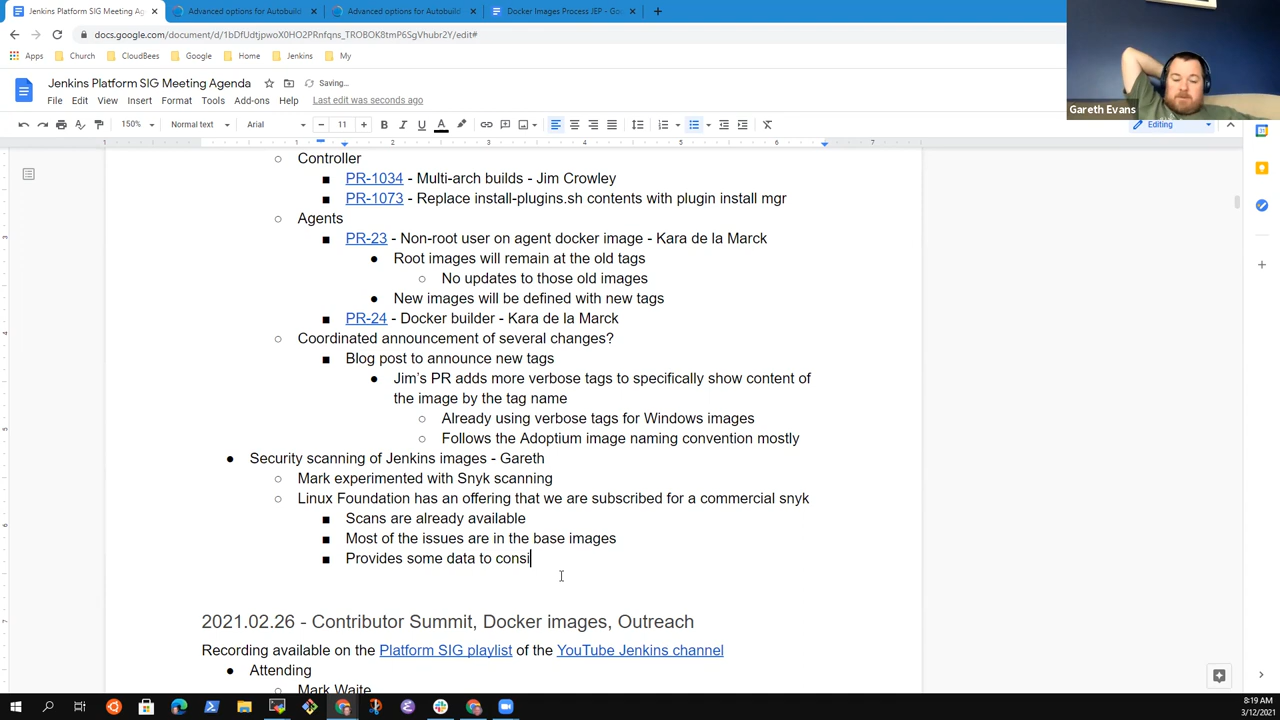 Jenkins Platform SIG Meeting Ag
Advanced options for Autobuild
Advanced options for Autobuild
Docker Images Process JEP - Go
docs.google.com/document/d/1bDfUdtjpwoX0HO2PRnfqns_TROBOK8tmP6SgVhubr2Y/edit#
Apps
Church
CloudBees
Google
Home
Jenkins
My
Jenkins Platform SIG Meeting Agenda
Saving...
File Edit View Insert Format Tools Add-ons Help
Last edit was seconds ago
150%
Normal text
Arial
11
Editing
Gareth Evans
1 1 2 3 4 5 6 7
Controller
PR-1034 - Multi-arch builds - Jim Crowley
PR-1073 - Replace install-plugins.sh contents with plugin install mgr
Agents
PR-23 - Non-root user on agent docker image - Kara de la Marck
Root images will remain at the old tags
No updates to those old images
New images will be defined with new tags
PR-24 - Docker builder - Kara de la Marck
Coordinated announcement of several changes?
Blog post to announce new tags
Jim's PR adds more verbose tags to specifically show content of
the image by the tag name
Already using verbose tags for Windows images
Follows the Adoptium image naming convention mostly
Security scanning of Jenkins images - Gareth
Mark experimented with Snyk scanning
Linux Foundation has an offering that we are subscribed for a commercial snyk
Scans are already available
Most of the issues are in the base images
Provides some data to consi
2021.02.26 - Contributor Summit, Docker images, Outreach
Recording available on the Platform SIG playlist of the YouTube Jenkins channel
Attending
Mark Waite
8:19 AM
3/12/2021